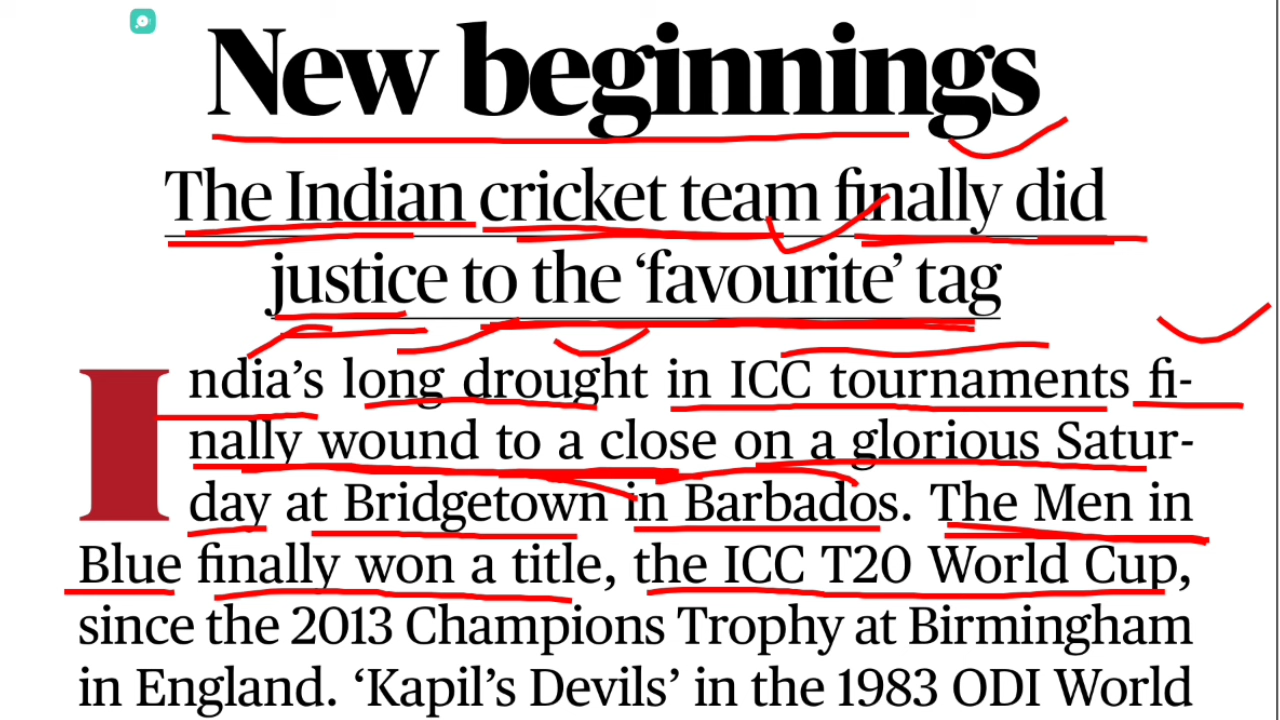 New beginnings
The Indian cricket team finally did
justice to the ‘favourite’ tag
India’s long drought in ICC tournaments fi-
nally wound to a close on a glorious Satur-
day at Bridgetown in Barbados. The Men in
Blue finally won a title, the ICC T20 World Cup,
since the 2013 Champions Trophy at Birmingham
in England. ‘Kapil’s Devils’ in the 1983 ODI World